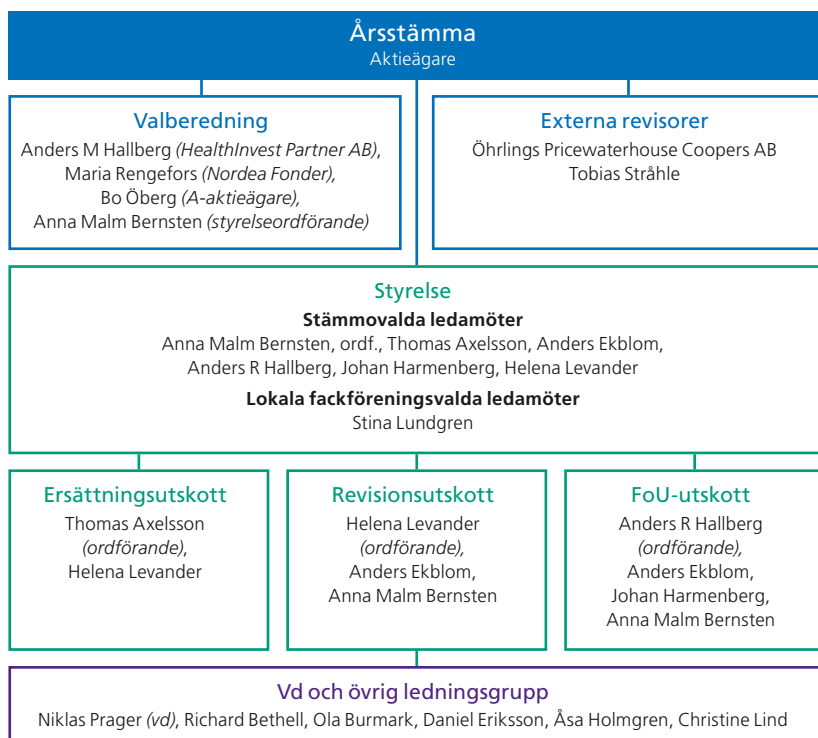 Årsstämma
Aktieägare
Valberedning
Anders M Hallberg (HealthInvest Partner AB),
Maria Rengefors (Nordea Fonder),
Bo Öberg (A-aktieägare),
Anna Malm Bernsten (styrelseordförande)
Externa revisorer
Öhrlings Pricewaterhouse Coopers AB
Tobias Stråhle
Styrelse
Stämmovalda ledamöter
Anna Malm Bernsten, ordf., Thomas Axelsson, Anders Ekblom,
Anders R Hallberg, Johan Harmenberg, Helena Levander
Lokala fackföreningsvalda ledamöter
Stina Lundgren
Ersättningsutskott
Thomas Axelsson
(ordförande),
Helena Levander
Revisionsutskott
Helena Levander
(ordförande),
Anders Ekblom,
Anna Malm Bernsten
FoU-utskott
Anders R Hallberg
(ordförande),
Anders Ekblom,
Johan Harmenberg,
Anna Malm Bernsten
Vd och övrig ledningsgrupp
Niklas Prager (vd), Richard Bethell, Ola Burmark, Daniel Eriksson, Åsa Holmgren, Christine Lind